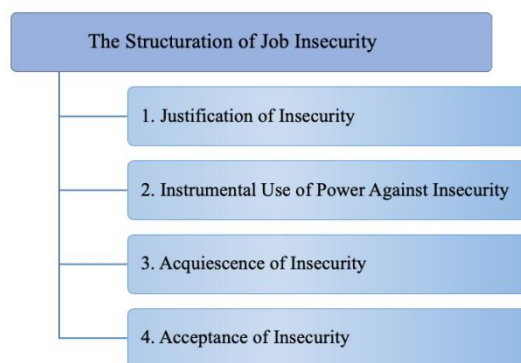 The Structuration of Job Insecurity
1. Justification of Insecurity
2. Instrumental Use of Power Against Insecurity
3. Acquiescence of Insecurity
4. Acceptance of Insecurity